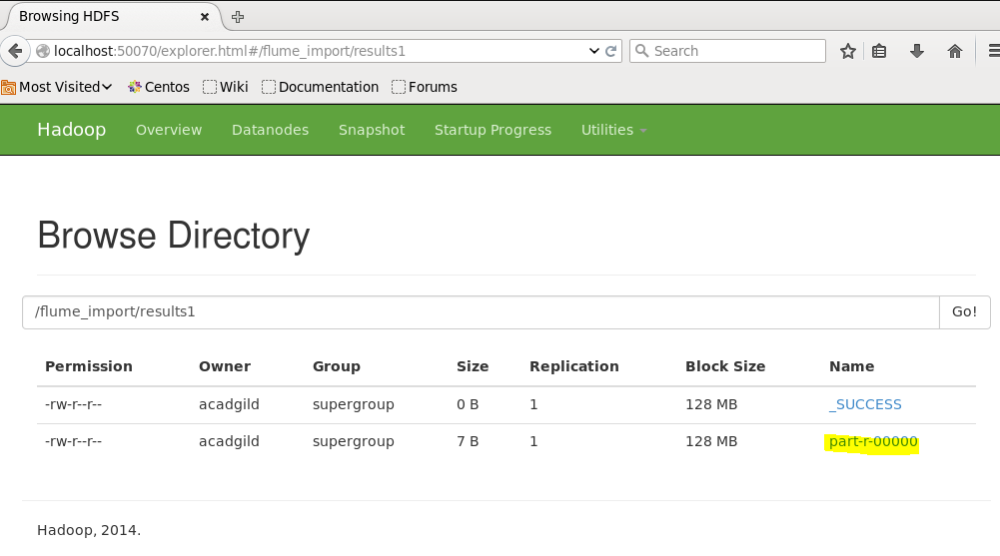 Browsing HDFS
localhost:50070/explorer.html#/flume_import/results1 Search
Most Visited Centos Wiki Documentation Forums
Hadoop Overview Datanodes Snapshot Startup Progress Utilities
Browse Directory
/flume_import/results1 Go!
Permission Owner Group Size Replication Block Size Name
-rw-r--r-- acadgild supergroup 0 B 1 128 MB _SUCCESS
-rw-r--r-- acadgild supergroup 7 B 1 128 MB part-r-00000
Hadoop, 2014.